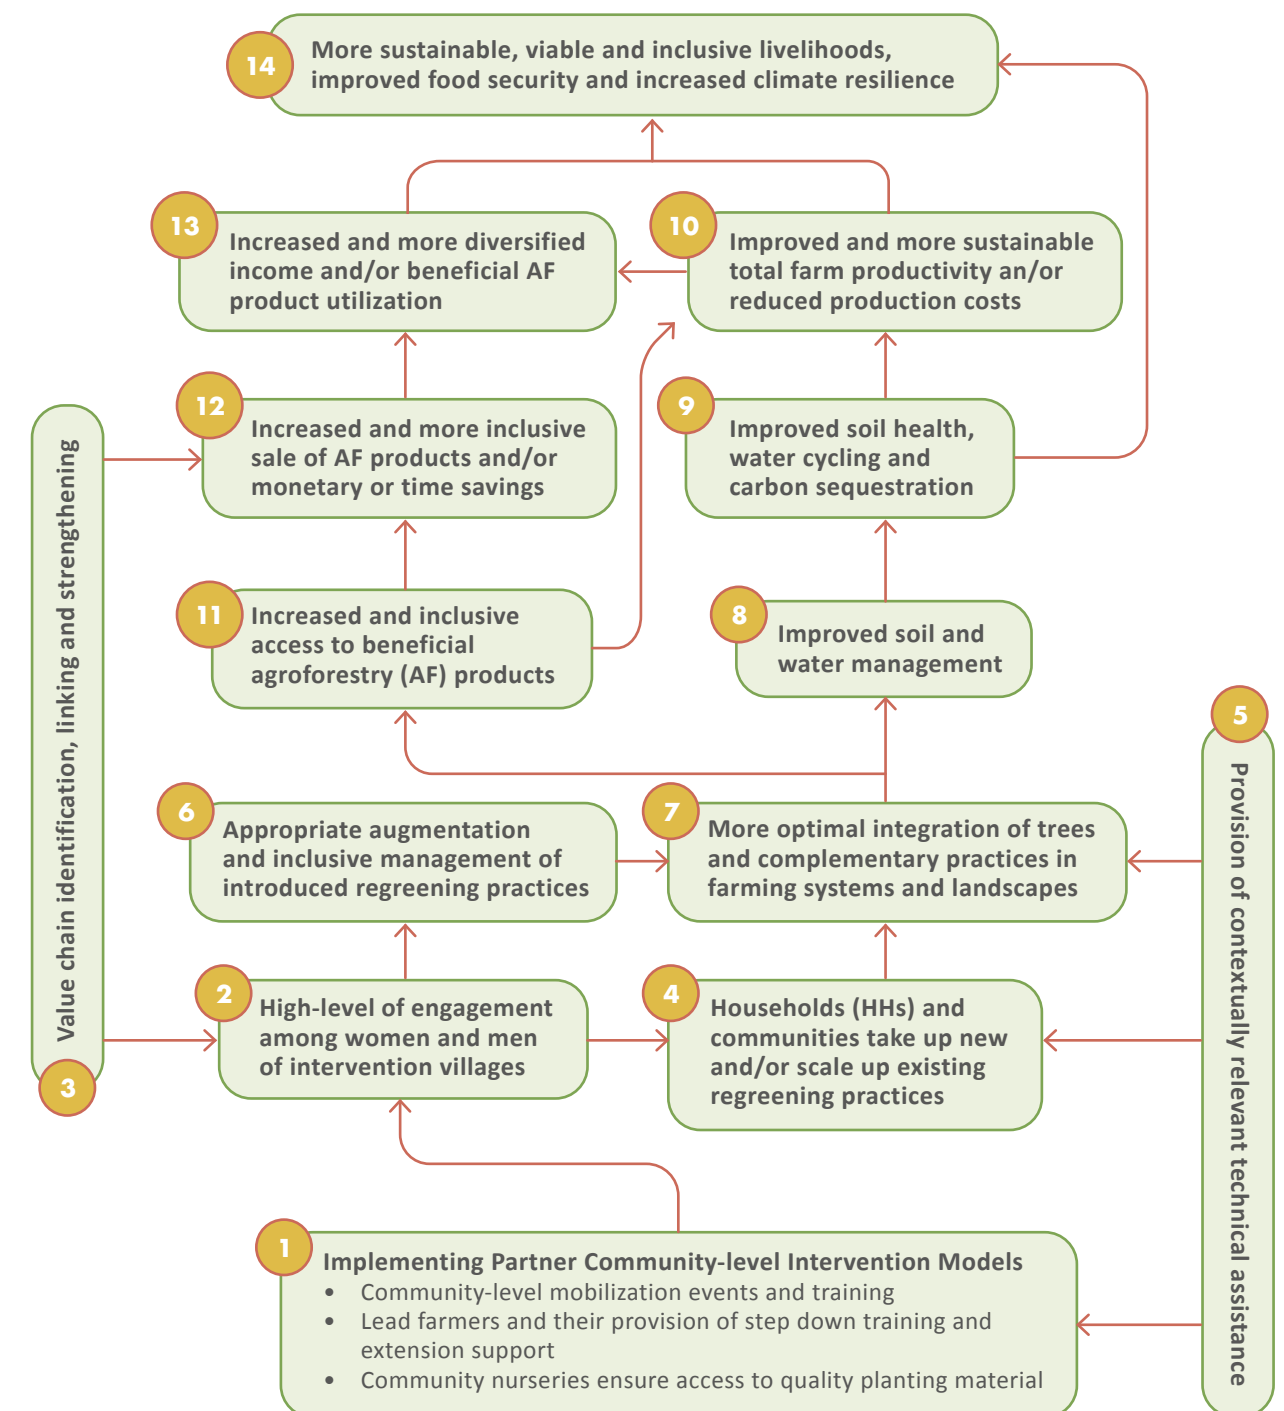 14
More sustainable, viable and inclusive livelihoods,
improved food security and increased climate resilience
13
Increased and more diversified
income and/or beneficial AF
product utilization
10
Improved and more sustainable
total farm productivity an/or
reduced production costs
12
Increased and more inclusive
sale of AF products and/or
monetary or time savings
9
Improved soil health,
water cycling and
carbon sequestration
Value chain identification, linking and strengthening
3
11
Increased and inclusive
access to beneficial
agroforestry (AF) products
8
Improved soil and
water management
5
Provision of contextually relevant technical assistance
6
Appropriate augmentation
and inclusive management of
introduced regreening practices
7
More optimal integration of trees
and complementary practices in
farming systems and landscapes
2
High-level of engagement
among women and men
of intervention villages
4
Households (HHs) and
communities take up new
and/or scale up existing
regreening practices
1
Implementing Partner Community-level Intervention Models
• Community-level mobilization events and training
• Lead farmers and their provision of step down training and
extension support
• Community nurseries ensure access to quality planting material